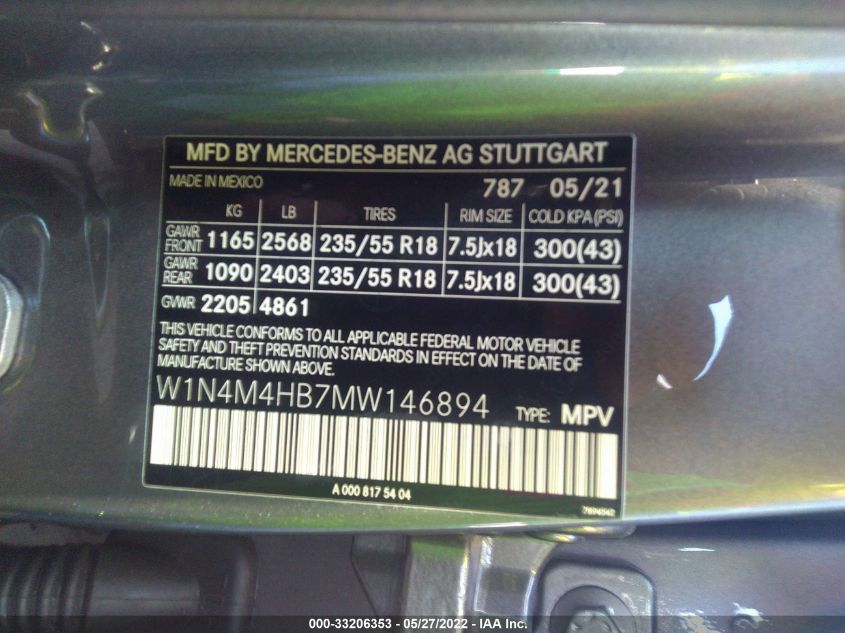 MFD BY MERCEDES-BENZ AG STUTTGART
MADE IN MEXICO 787 05/21
KG LB TIRES RIM SIZE COLD KPA (PSI)
GAWR FRONT 1165 2568 235/55 R18 7.5Jx18 300(43)
GAWR REAR 1090 2403 235/55 R18 7.5Jx18 300(43)
GVWR 2205 4861
THIS VEHICLE CONFORMS TO ALL APPLICABLE FEDERAL MOTOR VEHICLE
SAFETY AND THEFT PREVENTION STANDARDS IN EFFECT ON THE DATE OF
MANUFACTURE SHOWN ABOVE.
W1N4M4HB7MW146894 TYPE: MPV
A 000 817 54 04
7894542
000-33206353 - 05/27/2022 - IAA Inc.